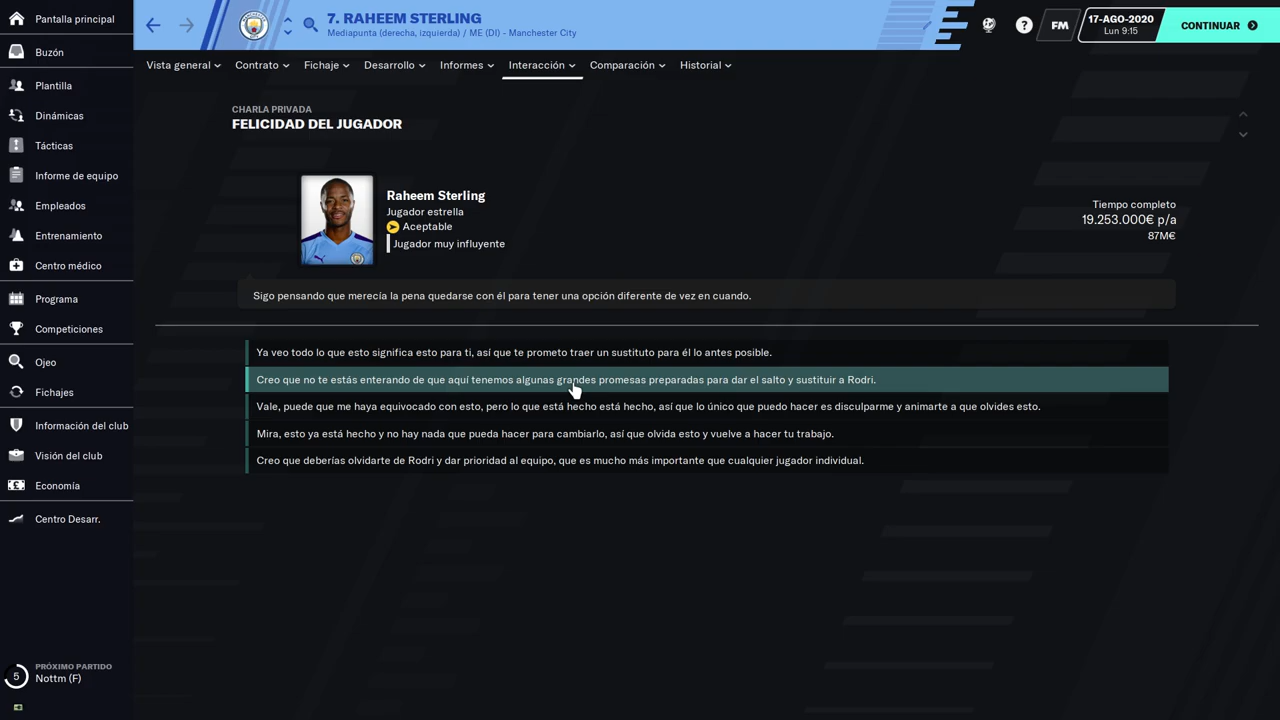 Pantalla principal
Buzón
Plantilla
Dinámicas
Tácticas
Informe de equipo
Empleados
Entrenamiento
Centro médico
Programa
Competiciones
Ojeo
Fichajes
Información del club
Visión del club
Economía
Centro Desarr.
5
PRÓXIMO PARTIDO
Nottm (F)
7. RAHEEM STERLING
Mediapunta (derecha, izquierda) / ME (DI) - Manchester City
?
FM
17-AGO-2020
Lun 9:15
CONTINUAR
Vista general
Contrato
Fichaje
Desarrollo
Informes
Interacción
Comparación
Historial
CHARLA PRIVADA
FELICIDAD DEL JUGADOR
Raheem Sterling
Jugador estrella
Aceptable
Jugador muy influyente
Tiempo completo
19.253.000€ p/a
87M€
Sigo pensando que merecía la pena quedarse con él para tener una opción diferente de vez en cuando.
Ya veo todo lo que esto significa esto para ti, así que te prometo traer un sustituto para él lo antes posible.
Creo que no te estás enterando de que aquí tenemos algunas grandes promesas preparadas para dar el salto y sustituir a Rodri.
Vale, puede que me haya equivocado con esto, pero lo que está hecho está hecho, así que lo único que puedo hacer es disculparme y animarte a que olvides esto.
Mira, esto ya está hecho y no hay nada que pueda hacer para cambiarlo, así que olvida esto y vuelve a hacer tu trabajo.
Creo que deberías olvidarte de Rodri y dar prioridad al equipo, que es mucho más importante que cualquier jugador individual.